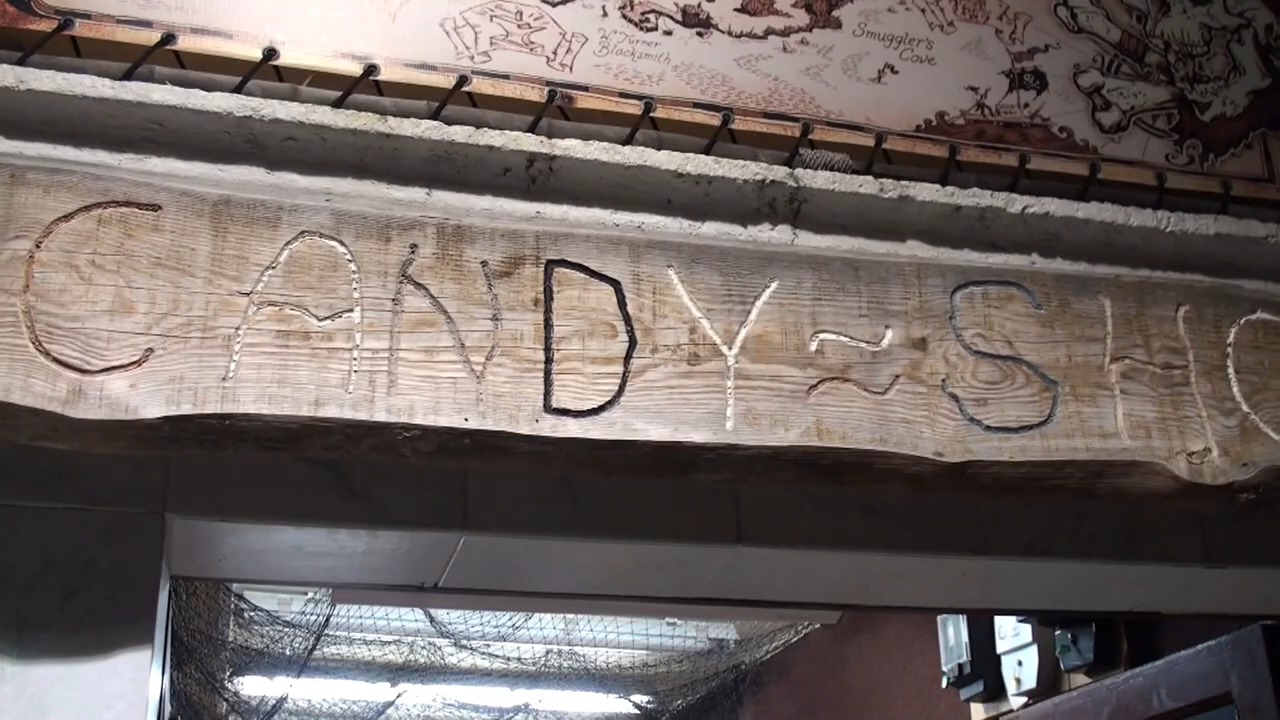 W. Turner
Blacksmith
Smuggler's
Cove
CANDY ~ SHO